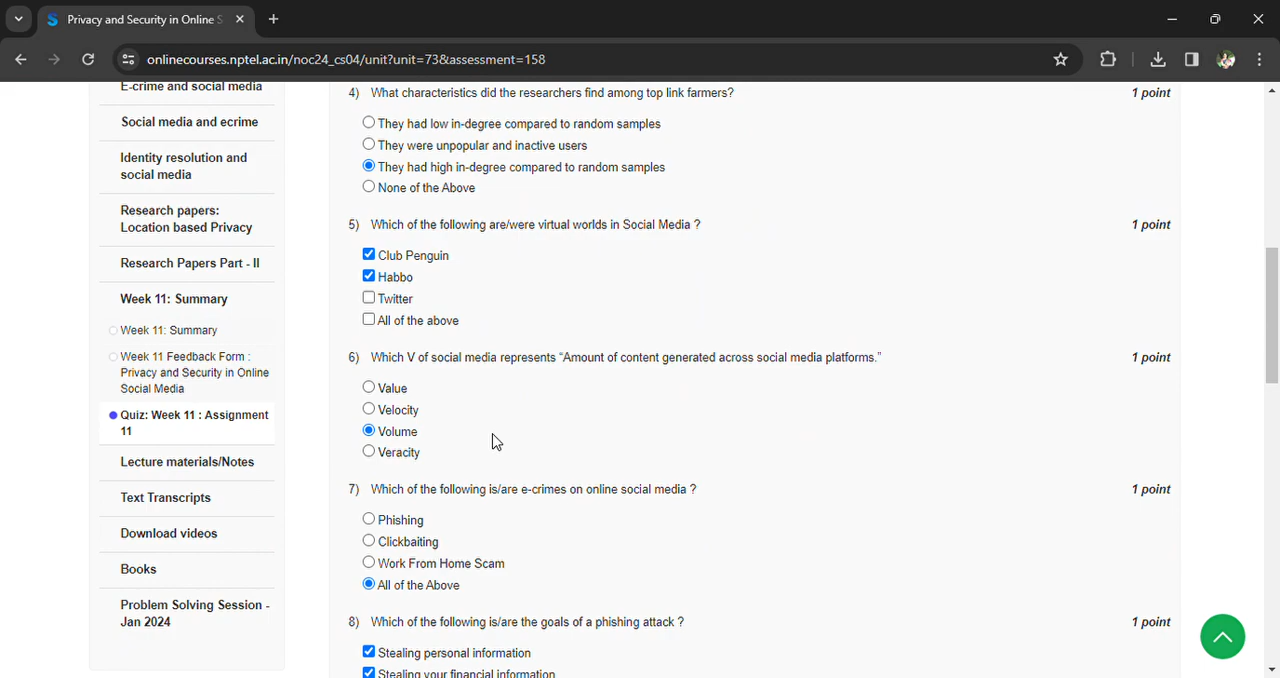 Privacy and Security in Online S
onlinecourses.nptel.ac.in/noc24_cs04/unit?unit=73&assessment=158
E-crime and social media
Social media and ecrime
Identity resolution and
social media
Research papers:
Location based Privacy
Research Papers Part - II
Week 11: Summary
Week 11: Summary
Week 11 Feedback Form :
Privacy and Security in Online
Social Media
Quiz: Week 11 : Assignment
11
Lecture materials/Notes
Text Transcripts
Download videos
Books
Problem Solving Session -
Jan 2024
4) What characteristics did the researchers find among top link farmers? 1 point
They had low in-degree compared to random samples
They were unpopular and inactive users
They had high in-degree compared to random samples
None of the Above
5) Which of the following are/were virtual worlds in Social Media ? 1 point
Club Penguin
Habbo
Twitter
All of the above
6) Which V of social media represents “Amount of content generated across social media platforms.” 1 point
Value
Velocity
Volume
Veracity
7) Which of the following is/are e-crimes on online social media ? 1 point
Phishing
Clickbaiting
Work From Home Scam
All of the Above
8) Which of the following is/are the goals of a phishing attack ? 1 point
Stealing personal information
Stealing your financial information